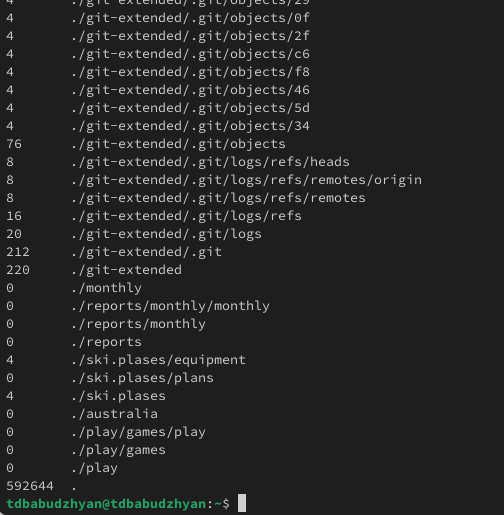 4 ./git-extended/.git/objects/29
4 ./git-extended/.git/objects/0f
4 ./git-extended/.git/objects/2f
4 ./git-extended/.git/objects/c6
4 ./git-extended/.git/objects/f8
4 ./git-extended/.git/objects/46
4 ./git-extended/.git/objects/5d
4 ./git-extended/.git/objects/34
76 ./git-extended/.git/objects
8 ./git-extended/.git/logs/refs/heads
8 ./git-extended/.git/logs/refs/remotes/origin
8 ./git-extended/.git/logs/refs/remotes
16 ./git-extended/.git/logs/refs
20 ./git-extended/.git/logs
212 ./git-extended/.git
220 ./git-extended
0 ./monthly
0 ./reports/monthly/monthly
0 ./reports/monthly
0 ./reports
4 ./ski.plases/equipment
0 ./ski.plases/plans
4 ./ski.plases
0 ./australia
0 ./play/games/play
0 ./play/games
0 ./play
592644 .
tdbabudzhyan@tdbabudzhyan:~$